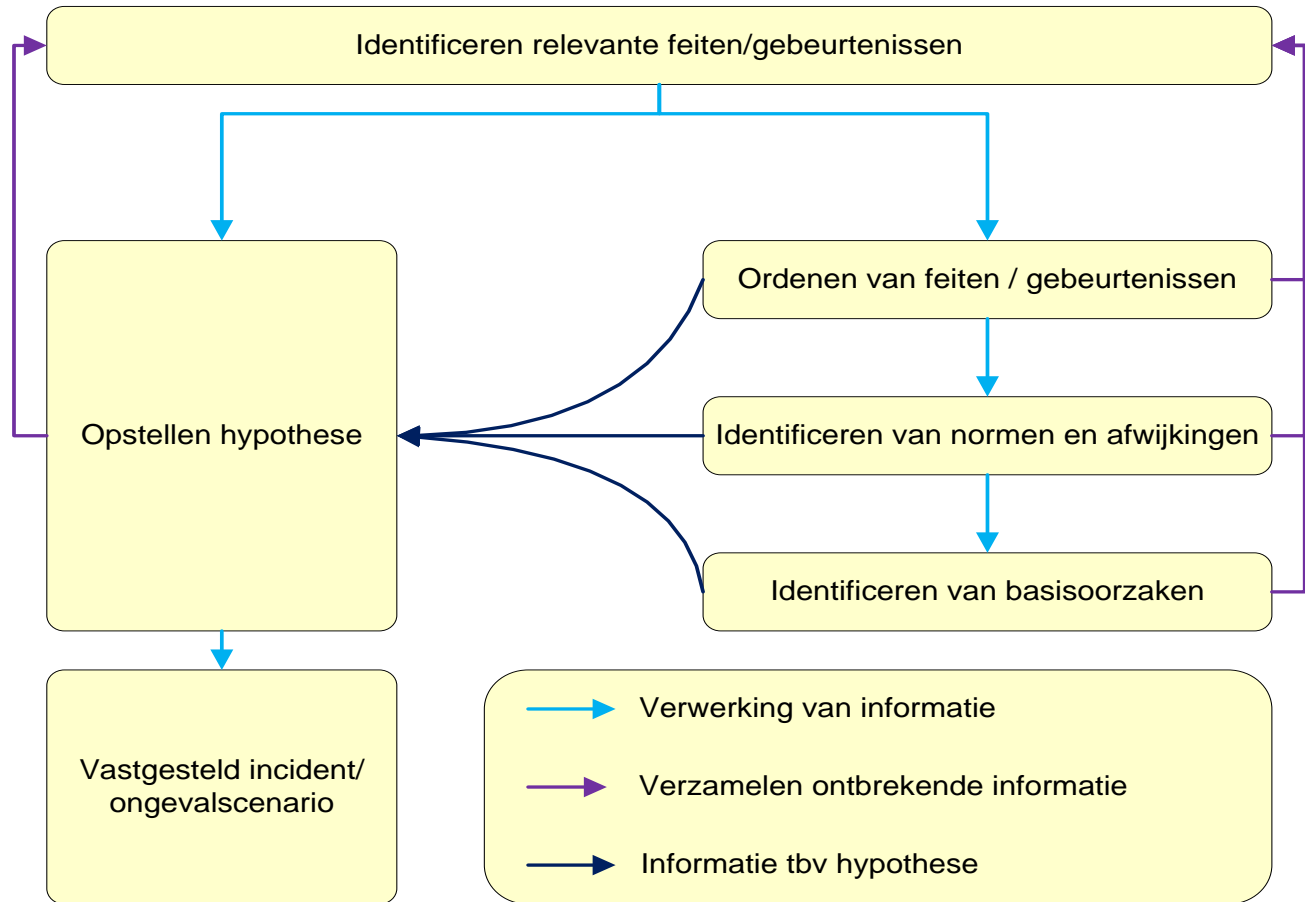 Identificeren relevante feiten/gebeurtenissen
Ordenen van feiten / gebeurtenissen
Opstellen hypothese
Identificeren van normen en afwijkingen
Identificeren van basisoorzaken
Vastgesteld incident/
ongevalscenario
Verwerking van informatie
Verzamelen ontbrekende informatie
Informatie tbv hypothese